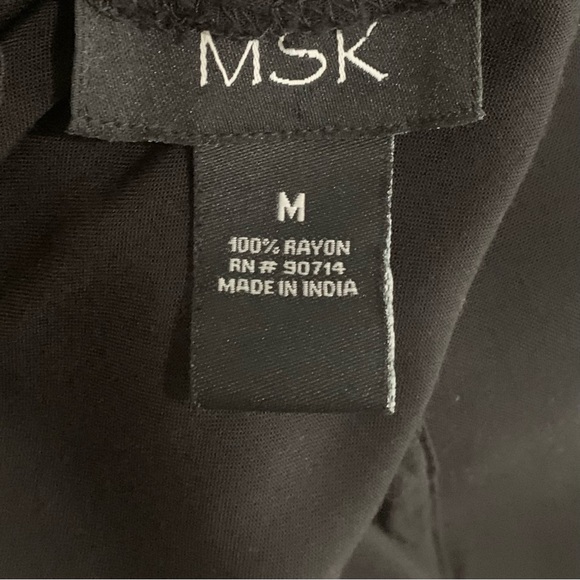 MSK
M
100% RAYON
RN# 90714
MADE IN INDIA